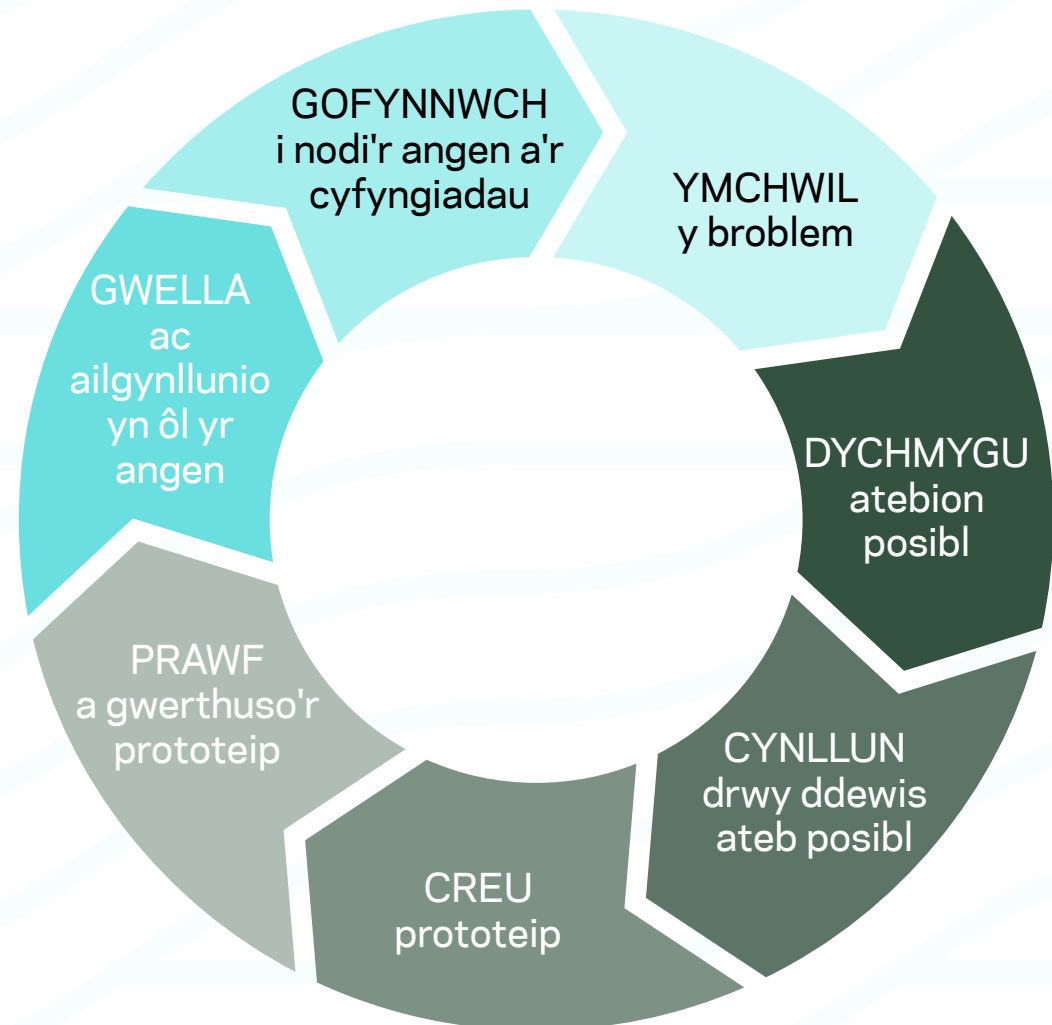 GOFYNNWCH
i nodi'r angen a'r
cyfyngiadau
YMCHWIL
y broblem
DYCHMYGU
atebion
posibl
CYNLLUN
drwy ddewis
ateb posibl
CREU
prototeip
PRAWF
a gwerthuso'r
prototeip
GWELLA
ac
ailgynllunio
yn ôl yr
angen